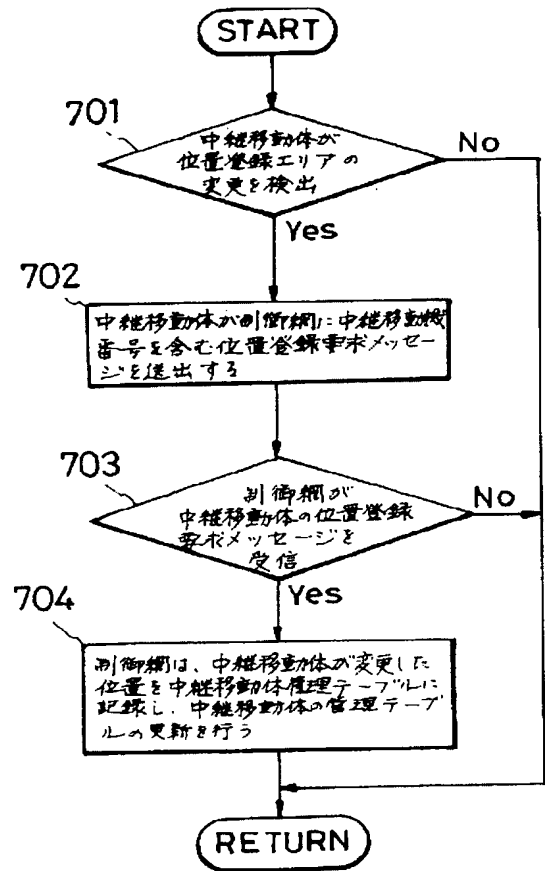 START
701
中継移動体が
位置登録エリアの
変更を検出
No
Yes
702
中継移動体が制御網に中継移動機
番号を含む位置登録要求メッセー
ジを送出する
703
制御網が
中継移動体の位置登録
要求メッセージを
受信
No
Yes
704
制御網は、中継移動体が変更した
位置を中継移動体管理テーブルに
記録し、中継移動体の管理テーブ
ルの更新を行う
RETURN